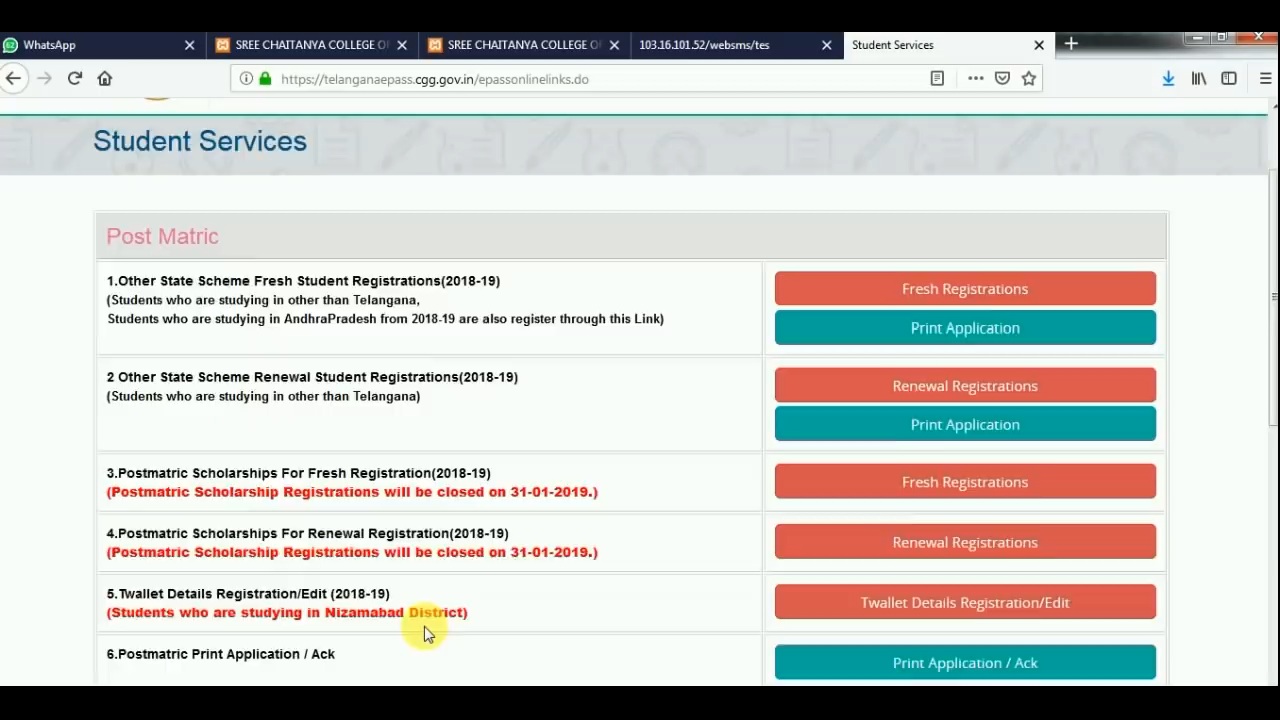 WhatsApp
SREE CHAITANYA COLLEGE O
SREE CHAITANYA COLLEGE O
103.16.101.52/websms/tes
Student Services
https://telanganaepass.cgg.gov.in/epassonlinelinks.do
Student Services
Post Matric
1.Other State Scheme Fresh Student Registrations(2018-19)
(Students who are studying in other than Telangana,
Students who are studying in AndhraPradesh from 2018-19 are also register through this Link)
Fresh Registrations
Print Application
2 Other State Scheme Renewal Student Registrations(2018-19)
(Students who are studying in other than Telangana)
Renewal Registrations
Print Application
3.Postmatric Scholarships For Fresh Registration(2018-19)
(Postmatric Scholarship Registrations will be closed on 31-01-2019.)
Fresh Registrations
4.Postmatric Scholarships For Renewal Registration(2018-19)
(Postmatric Scholarship Registrations will be closed on 31-01-2019.)
Renewal Registrations
5.Twallet Details Registration/Edit (2018-19)
(Students who are studying in Nizamabad District)
Twallet Details Registration/Edit
6.Postmatric Print Application / Ack
Print Application / Ack